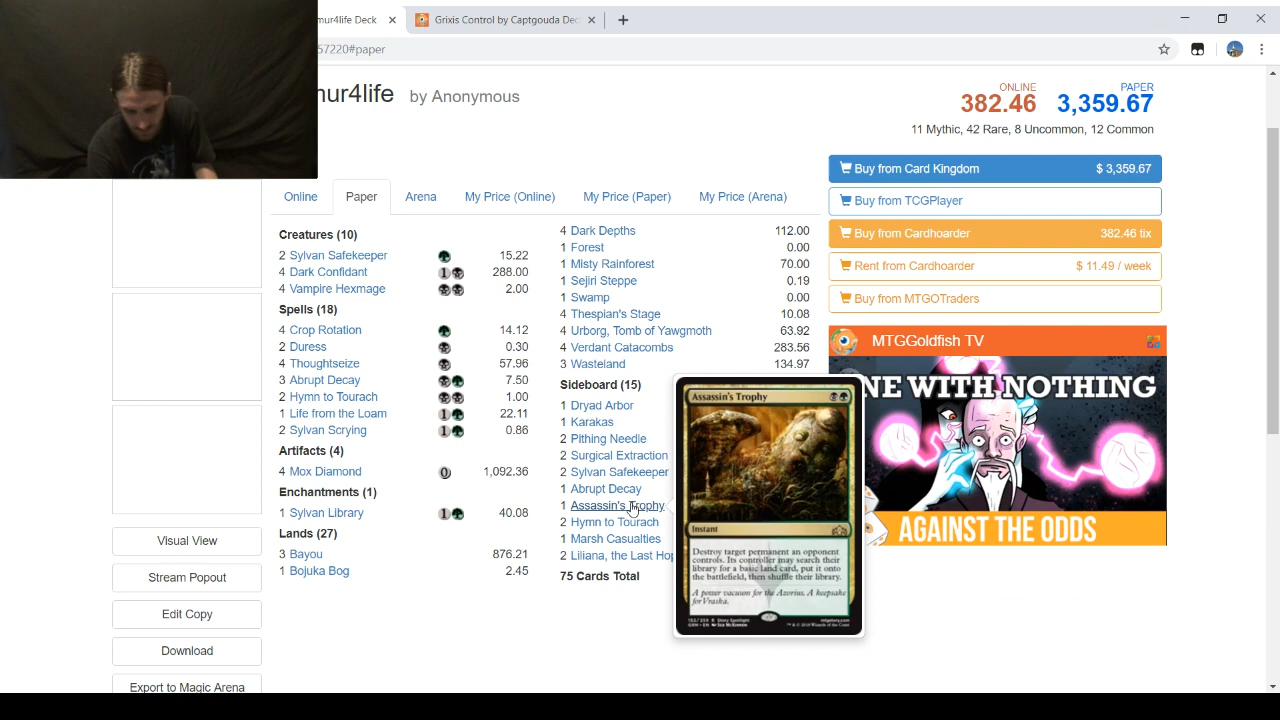 mur4life Deck
Grixis Control by Captgouda Dec
57220#paper
mur4life by Anonymous
ONLINE PAPER
382.46 3,359.67
11 Mythic, 42 Rare, 8 Uncommon, 12 Common
Buy from Card Kingdom $ 3,359.67
Buy from TCGPlayer
Buy from Cardhoarder 382.46 tix
Rent from Cardhoarder $ 11.49 / week
Buy from MTGOTraders
Online Paper Arena My Price (Online) My Price (Paper) My Price (Arena)
Creatures (10)
2 Sylvan Safekeeper 15.22
4 Dark Confidant 1 288.00
4 Vampire Hexmage 2.00
Spells (18)
4 Crop Rotation 14.12
2 Duress 0.30
4 Thoughtseize 57.96
3 Abrupt Decay 7.50
2 Hymn to Tourach 1.00
1 Life from the Loam 1 22.11
2 Sylvan Scrying 1 0.86
Artifacts (4)
4 Mox Diamond 0 1,092.36
Enchantments (1)
1 Sylvan Library 1 40.08
Lands (27)
3 Bayou 876.21
1 Bojuka Bog 2.45
4 Dark Depths 112.00
1 Forest 0.00
1 Misty Rainforest 70.00
1 Sejiri Steppe 0.19
1 Swamp 0.00
4 Thespian's Stage 10.08
4 Urborg, Tomb of Yawgmoth 63.92
4 Verdant Catacombs 283.56
3 Wasteland 134.97
Sideboard (15)
1 Dryad Arbor
1 Karakas
2 Pithing Needle
2 Surgical Extraction
2 Sylvan Safekeeper
1 Abrupt Decay
1 Assassin's Trophy
2 Hymn to Tourach
1 Marsh Casualties
2 Liliana, the Last Hop
75 Cards Total
Assassin's Trophy
Instant
Destroy target permanent an opponent
controls. Its controller may search their
library for a basic land card, put it onto
the battlefield, then shuffle their library.
A power vacuum for the Azorius. A keepsake
for Vraska.
MTGGoldfish TV
NE WITH NOTHING
AGAINST THE ODDS
Visual View
Stream Popout
Edit Copy
Download
Export to Magic Arena